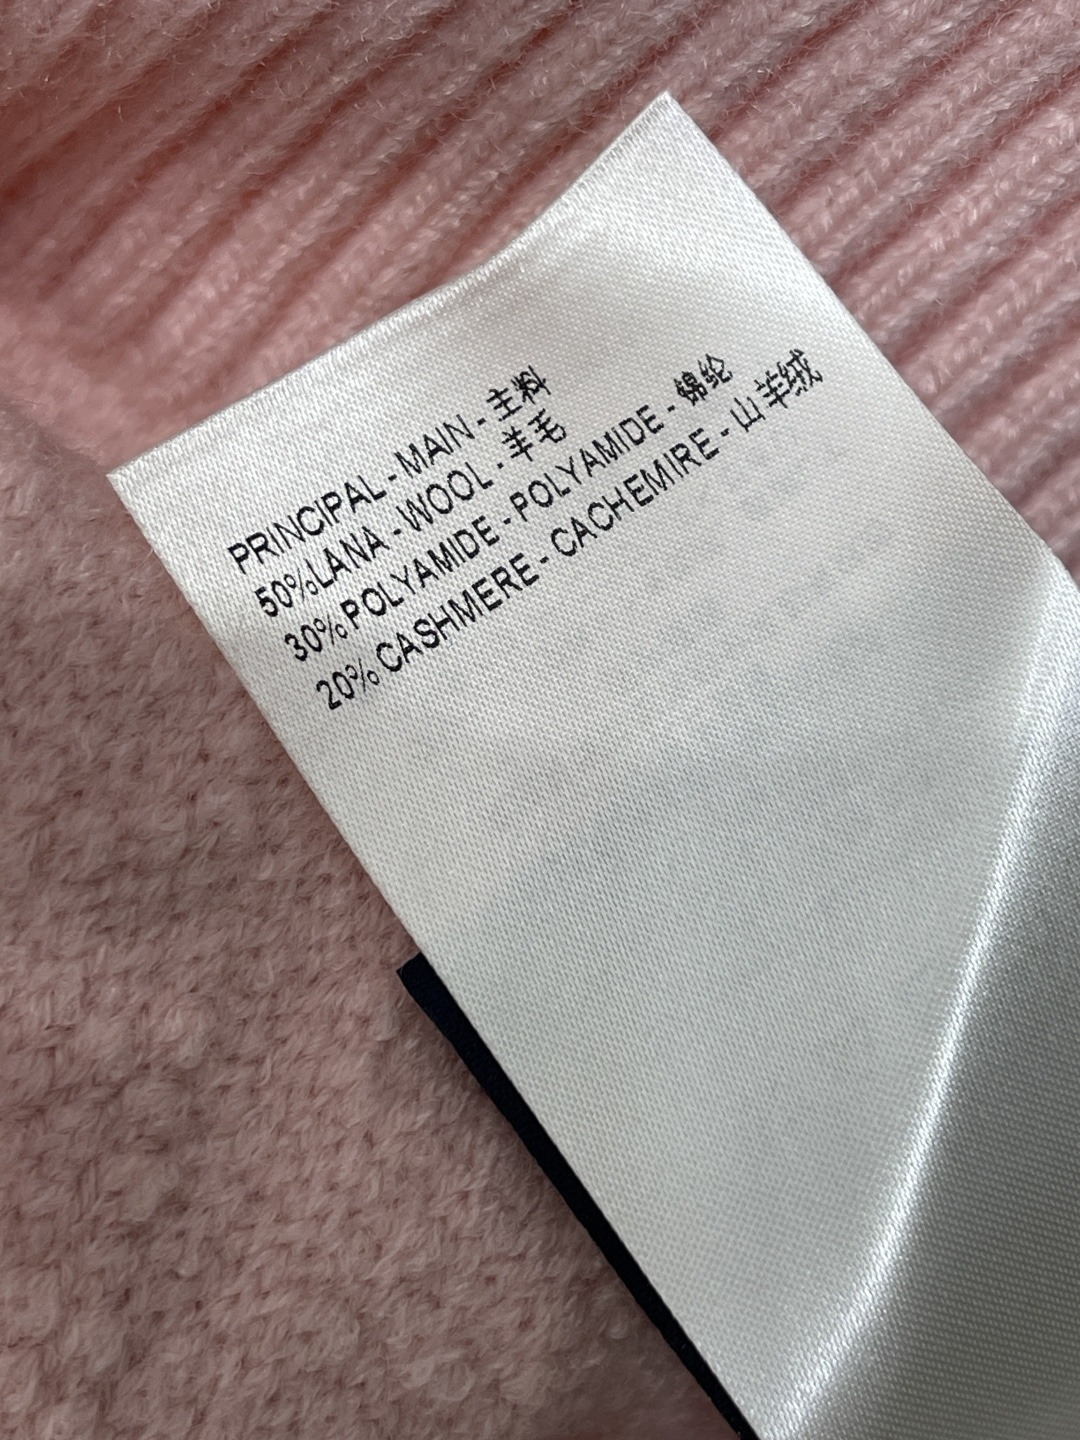 PRINCIPAL - MAIN - 主料
50% LANA - WOOL - 羊毛
30% POLYAMIDE - POLYAMIDE - 锦纶
20% CASHMERE - CACHEMIRE - 山羊绒